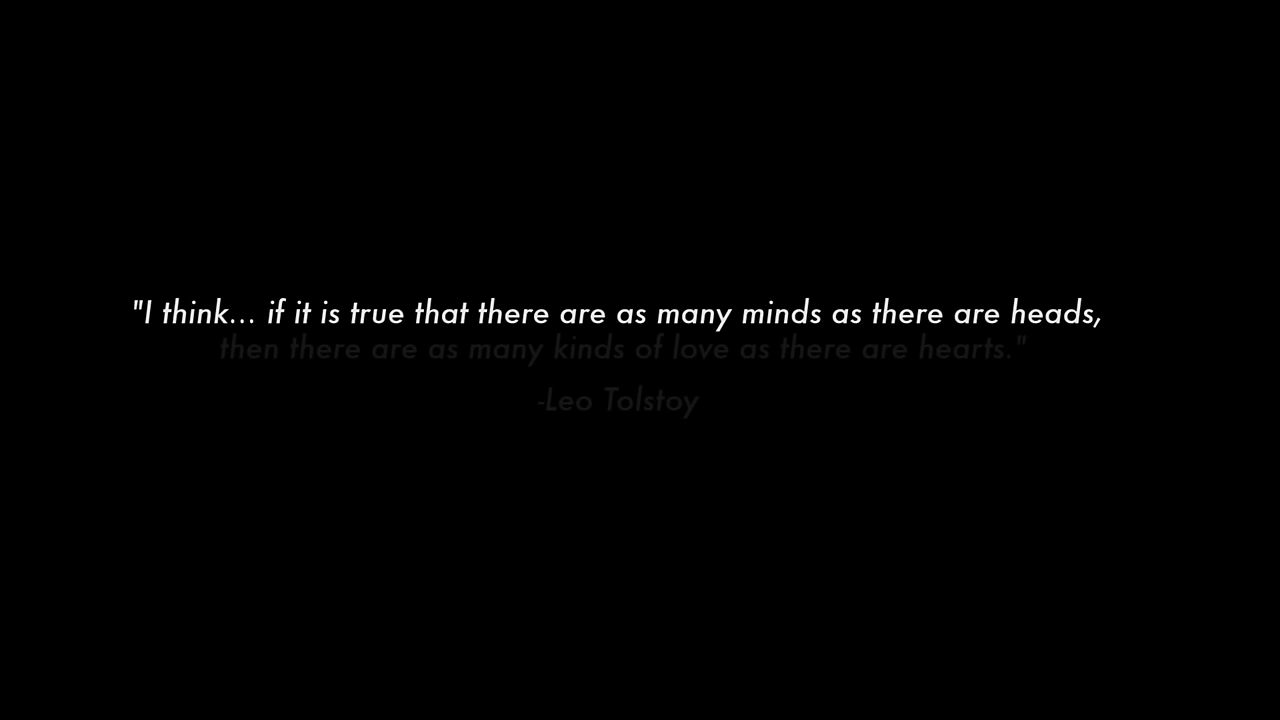 "I think... if it is true that there are as many minds as there are heads,
then there are as many kinds of love as there are hearts."
-Leo Tolstoy